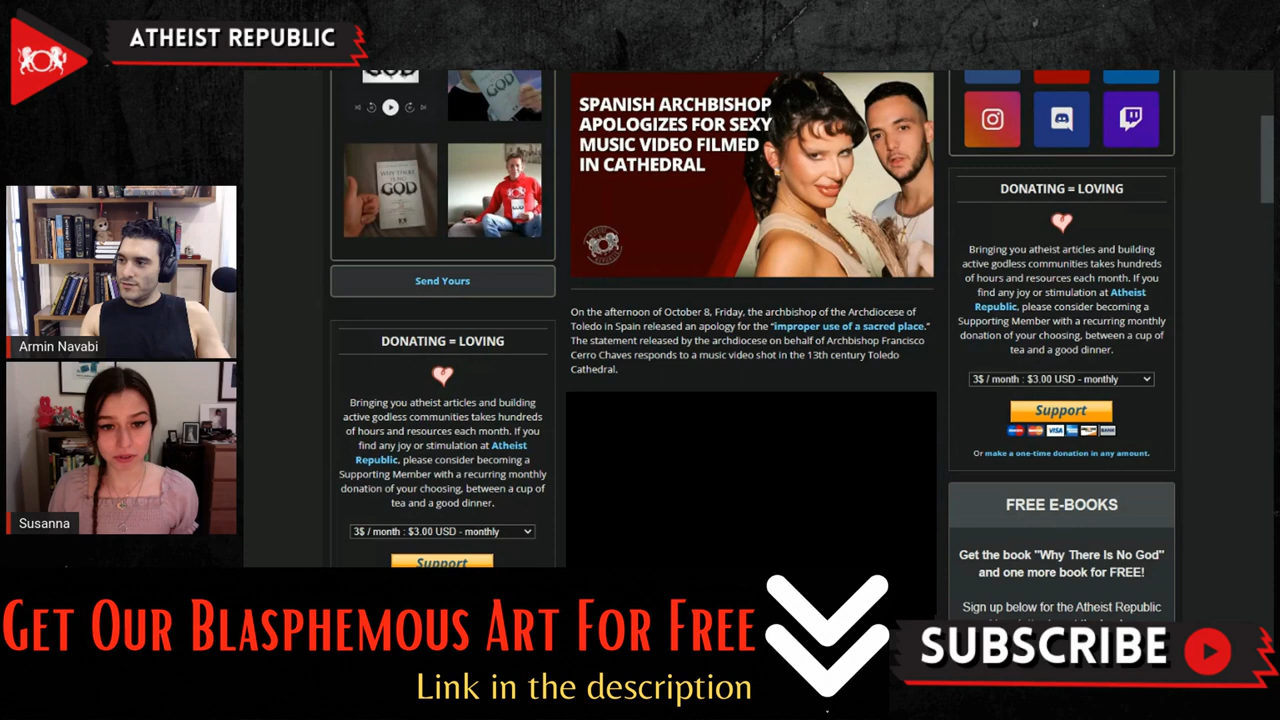 ATHEIST REPUBLIC
Armin Navabi
Susanna
GOD
GOD
WHY THERE
IS NO
GOD
Send Yours
DONATING = LOVING
Bringing you atheist articles and building
active godless communities takes hundreds
of hours and resources each month. If you
find any joy or stimulation at Atheist
Republic, please consider becoming a
Supporting Member with a recurring monthly
donation of your choosing, between a cup of
tea and a good dinner.
3$ / month : $3.00 USD - monthly
Support
SPANISH ARCHBISHOP
APOLOGIZES FOR SEXY
MUSIC VIDEO FILMED
IN CATHEDRAL
On the afternoon of October 8, Friday, the archbishop of the Archdiocese of
Toledo in Spain released an apology for the “improper use of a sacred place.”
The statement released by the archdiocese on behalf of Archbishop Francisco
Cerro Chaves responds to a music video shot in the 13th century Toledo
Cathedral.
DONATING = LOVING
Bringing you atheist articles and building
active godless communities takes hundreds
of hours and resources each month. If you
find any joy or stimulation at Atheist
Republic, please consider becoming a
Supporting Member with a recurring monthly
donation of your choosing, between a cup of
tea and a good dinner.
3$ / month : $3.00 USD - monthly
Support
VISA
BANK
Or make a one-time donation in any amount.
FREE E-BOOKS
Get the book "Why There Is No God"
and one more book for FREE!
Sign up below for the Atheist Republic
GET OUR BLASPHEMOUS ART FOR FREE
Link in the description
SUBSCRIBE